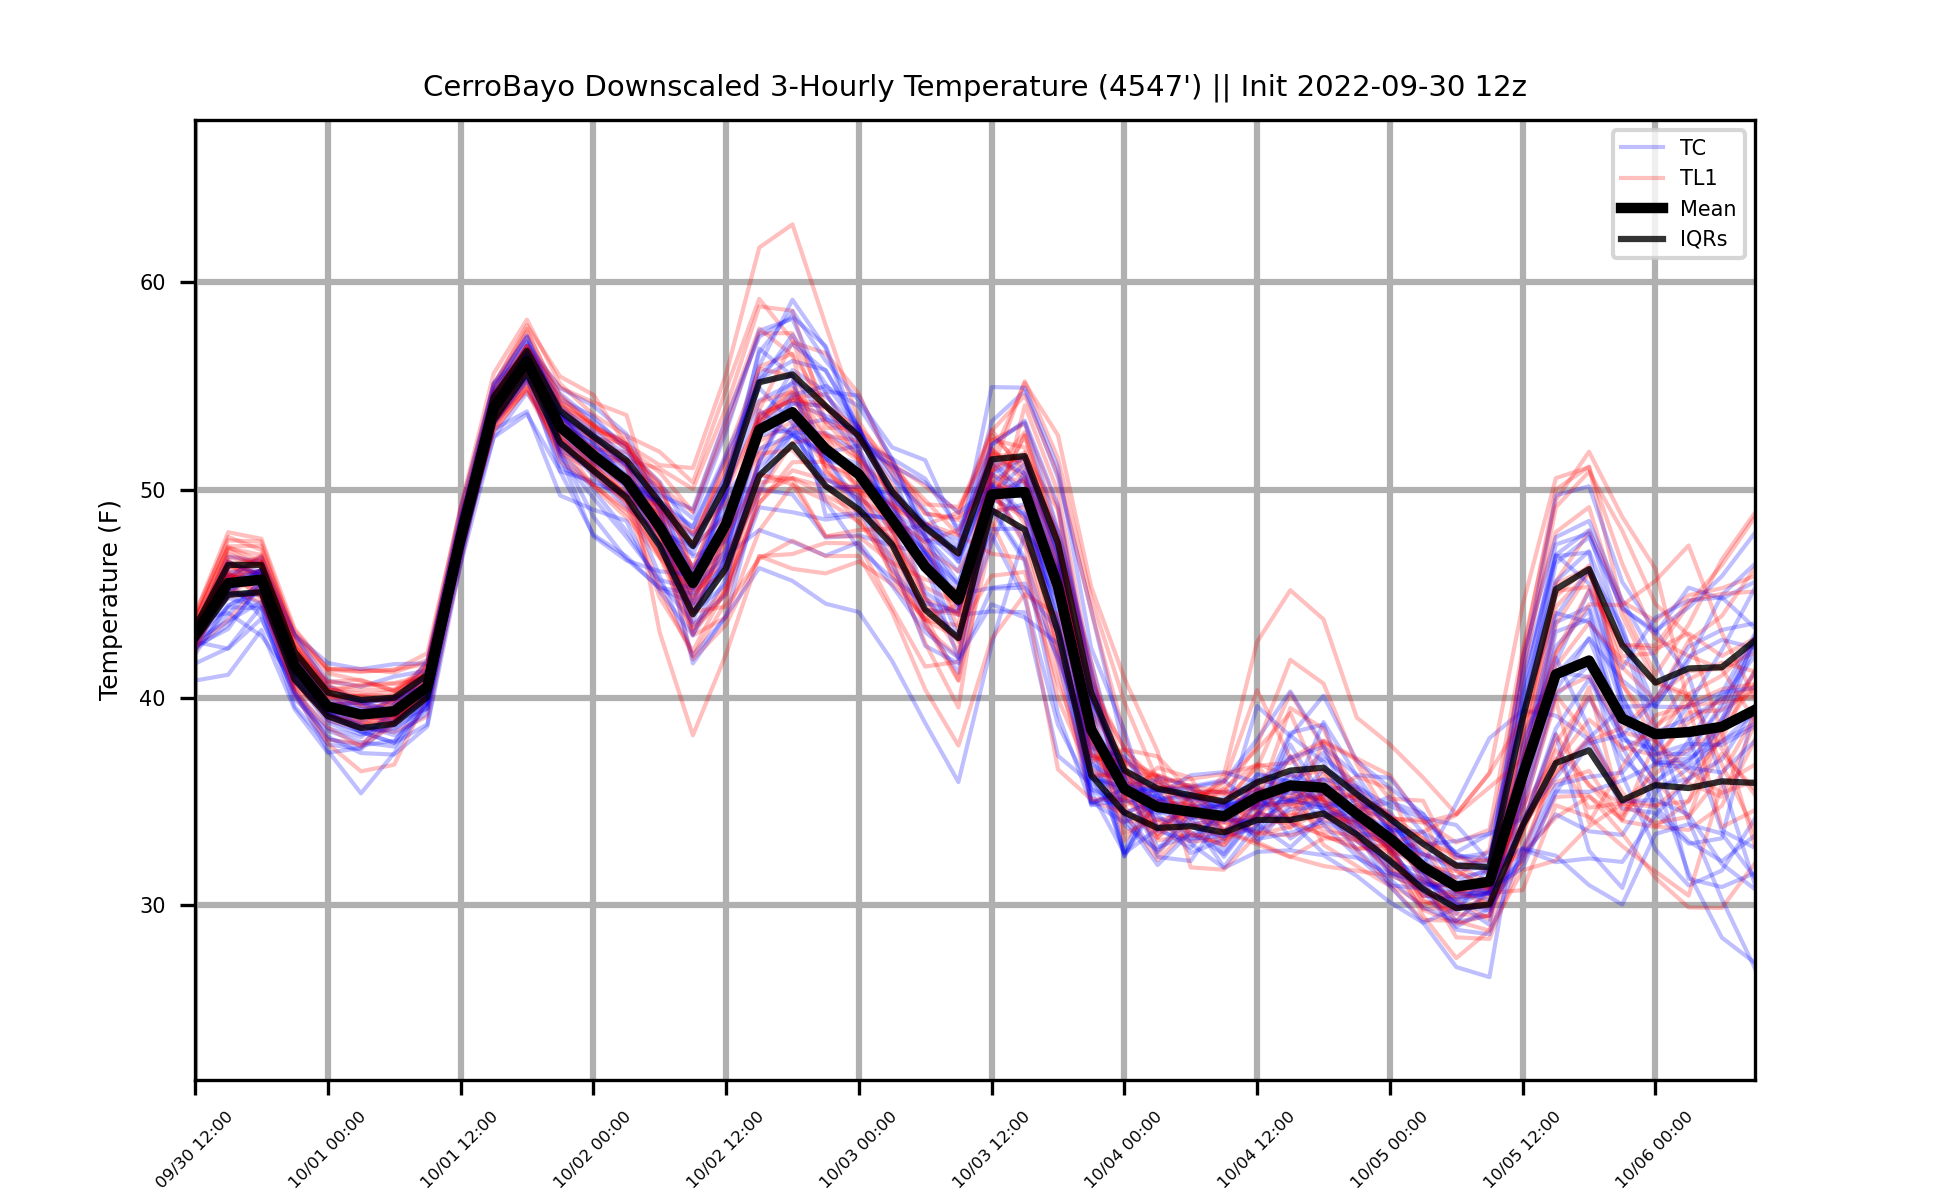 CerroBayo Downscaled 3-Hourly Temperature (4547') || Init 2022-09-30 12z
TC
TL1
Mean
IQRs
Temperature (F)
60
50
40
30
09/30 12:00
10/01 00:00
10/01 12:00
10/02 00:00
10/02 12:00
10/03 00:00
10/03 12:00
10/04 00:00
10/04 12:00
10/05 00:00
10/05 12:00
10/06 00:00